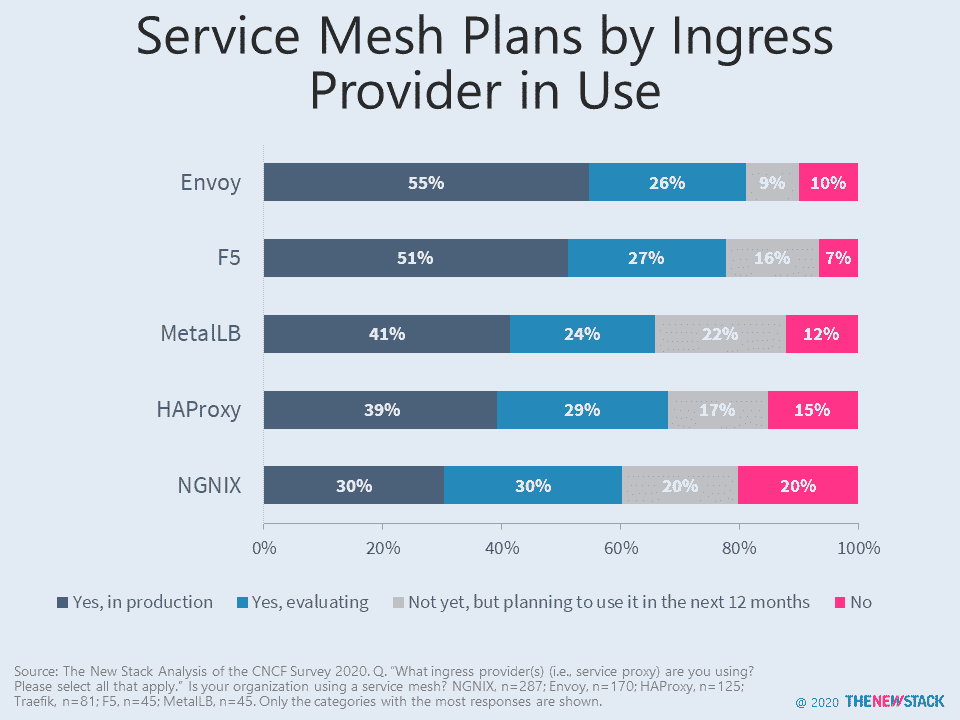 Service Mesh Plans by Ingress
Provider in Use
Envoy
55%
26%
9%
10%
F5
51%
27%
16%
7%
MetalLB
41%
24%
22%
12%
HAProxy
39%
29%
17%
15%
NGNIX
30%
30%
20%
20%
0%
20%
40%
60%
80%
100%
Yes, in production
Yes, evaluating
Not yet, but planning to use it in the next 12 months
No
Source: The New Stack Analysis of the CNCF Survey 2020. Q. “What ingress provider(s) (i.e., service proxy) are you using?
Please select all that apply.” Is your organization using a service mesh? NGNIX, n=287; Envoy, n=170; HAProxy, n=125;
Traefik, n=81; F5, n=45; MetalLB, n=45. Only the categories with the most responses are shown.
@ 2020 THENEWSTACK